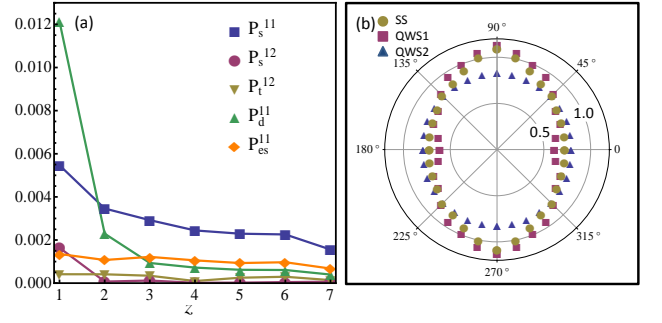 (a)
0.012
0.010
0.008
0.006
0.004
0.002
0.000
1 2 3 4 5 6 7
z
P_s^11
P_s^12
P_t^12
P_d^11
P_es^11
(b)
SS
QWS1
QWS2
90°
135°
45°
180°
0
0.5
1.0
225°
315°
270°